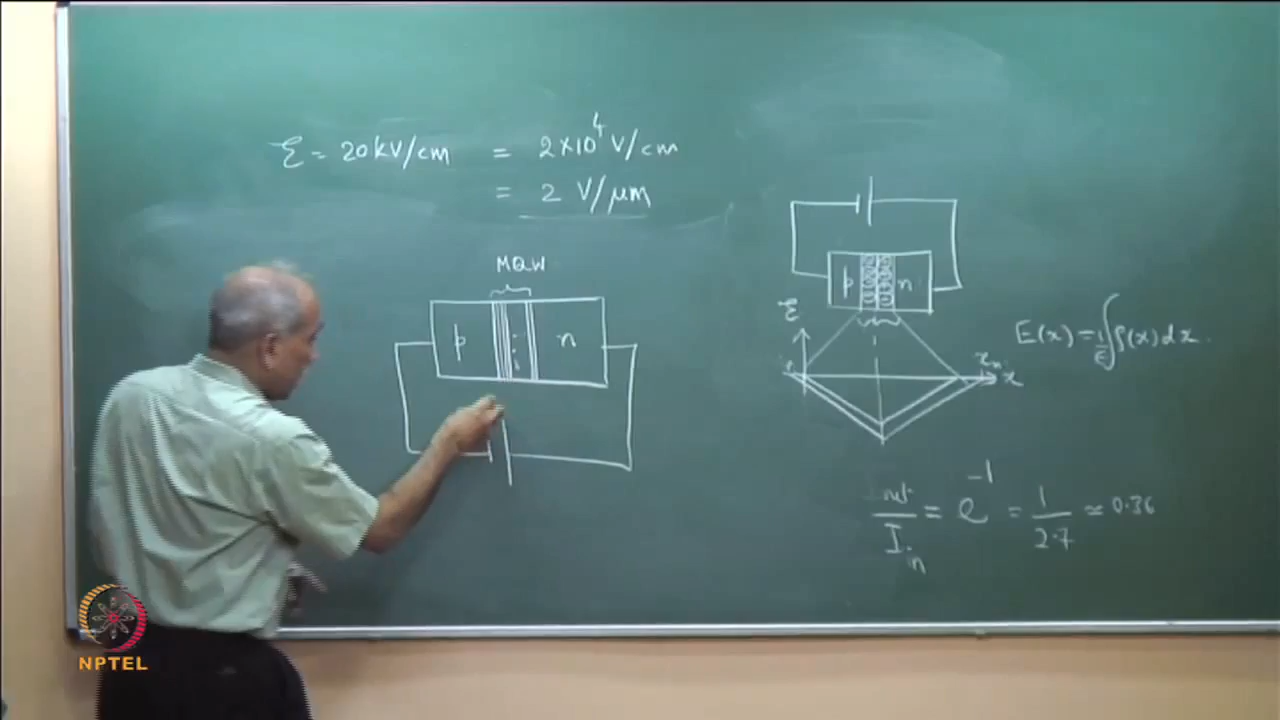 ℰ = 20 kV/cm = 2×10⁴ V/cm
= 2 V/μm
MQW
p n
p n
ℰ
xₙ
x
E(x) = 1/ϵ ∫ρ(x)dx.
/Iᵢₙ = e⁻¹ = 1/2.7 ≈ 0.36
NPTEL